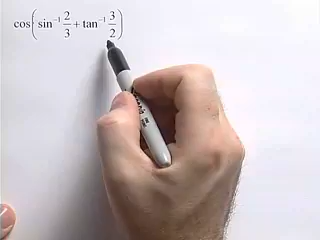 cos(sin⁻¹ 2/3 + tan⁻¹ 3/2)